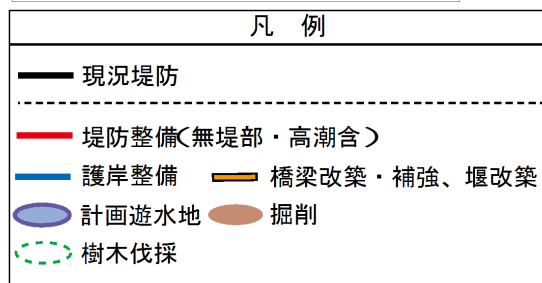 凡 例
現況堤防
堤防整備(無堤部・高潮含)
護岸整備 橋梁改築・補強、堰改築
計画遊水地 掘削
樹木伐採